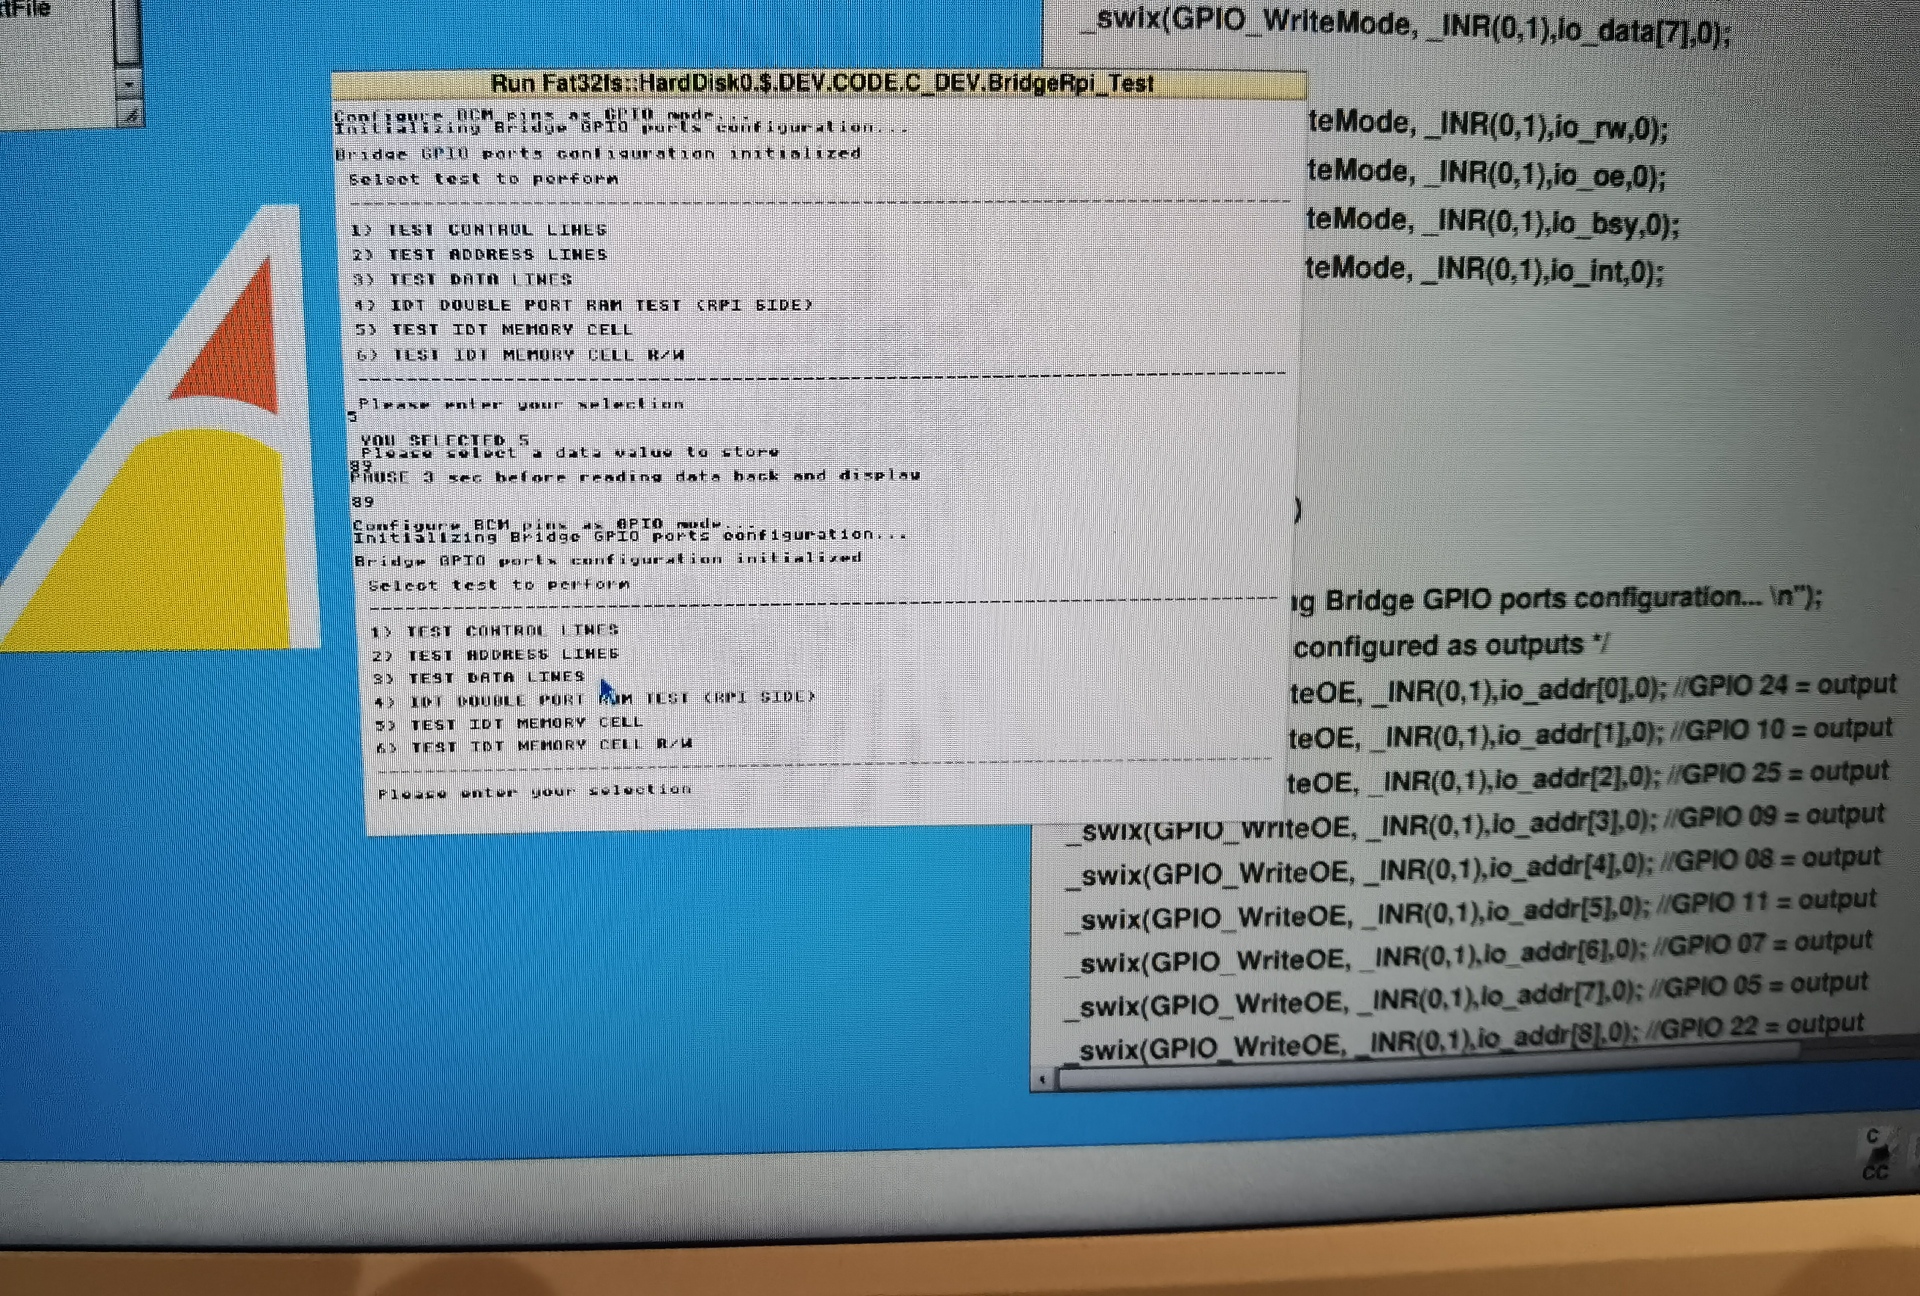 tFile
_swix(GPIO_WriteMode, _INR(0,1),io_data[7],0);
Run Fat32fs::HardDisk0.$.DEV.CODE.C_DEV.BridgeRpi_Test
Configure BCM pins as GPIO mode...
Initializing Bridge GPIO ports configuration...
Bridge GPIO ports configuration initialized
Select test to perform
1) TEST CONTROL LINES
2) TEST ADDRESS LINES
3) TEST DATA LINES
4) IDT DOUBLE PORT RAM TEST (RPI SIDE)
5) TEST IDT MEMORY CELL
6) TEST IDT MEMORY CELL R/W
Please enter your selection
5
YOU SELECTED 5
Please select a data value to store
89
PAUSE 3 sec before reading data back and display
89
Configure BCM pins as GPIO mode...
Initializing Bridge GPIO ports configuration...
Bridge GPIO ports configuration initialized
Select test to perform
1) TEST CONTROL LINES
2) TEST ADDRESS LINES
3) TEST DATA LINES
4) IDT DOUBLE PORT RAM TEST (RPI SIDE)
5) TEST IDT MEMORY CELL
6) TEST IDT MEMORY CELL R/W
Please enter your selection
teMode, _INR(0,1),io_rw,0);
teMode, _INR(0,1),io_oe,0);
teMode, _INR(0,1),io_bsy,0);
teMode, _INR(0,1),io_int,0);
)
ng Bridge GPIO ports configuration... \n");
configured as outputs */
teOE, _INR(0,1),io_addr[0],0); //GPIO 24 = output
teOE, _INR(0,1),io_addr[1],0); //GPIO 10 = output
teOE, _INR(0,1),io_addr[2],0); //GPIO 25 = output
_swix(GPIO_WriteOE, _INR(0,1),io_addr[3],0); //GPIO 09 = output
_swix(GPIO_WriteOE, _INR(0,1),io_addr[4],0); //GPIO 08 = output
_swix(GPIO_WriteOE, _INR(0,1),io_addr[5],0); //GPIO 11 = output
_swix(GPIO_WriteOE, _INR(0,1),io_addr[6],0); //GPIO 07 = output
_swix(GPIO_WriteOE, _INR(0,1),io_addr[7],0); //GPIO 05 = output
_swix(GPIO_WriteOE, _INR(0,1),io_addr[8],0); //GPIO 22 = output
C
CC